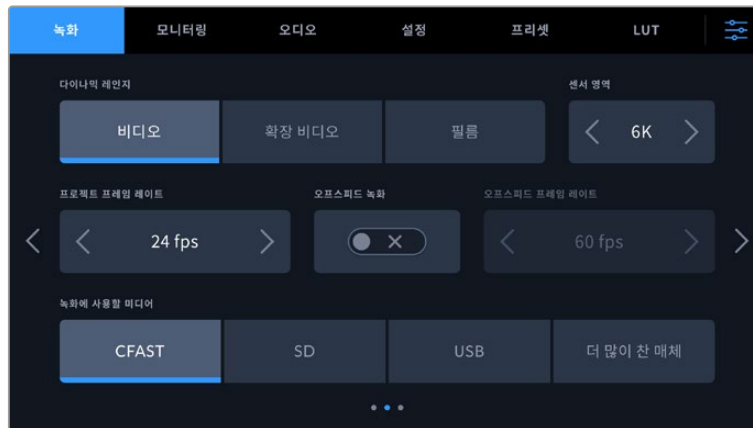 녹화 모니터링 오디오 설정 프리셋 LUT
다이나믹 레인지 센서 영역
비디오 확장 비디오 필름 6K
프로젝트 프레임 레이트 오프스피드 녹화 오프스피드 프레임 레이트
24 fps 60 fps
녹화에 사용할 미디어
CFAST SD USB 더 많이 찬 매체